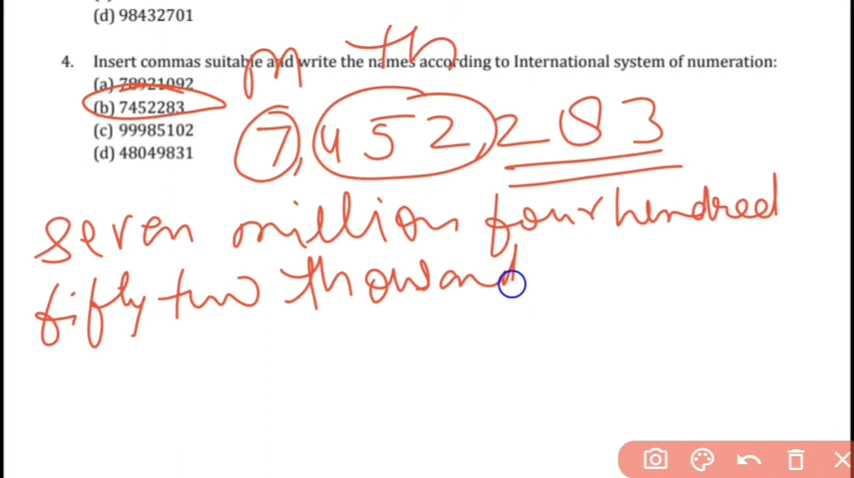 (d) 98432701
4. Insert commas suitable and write the names according to International system of numeration:
(a) 78921092
(b) 7452283
(c) 99985102
(d) 48049831
m th
7,452,283
seven million four hundred
fifty two thousand